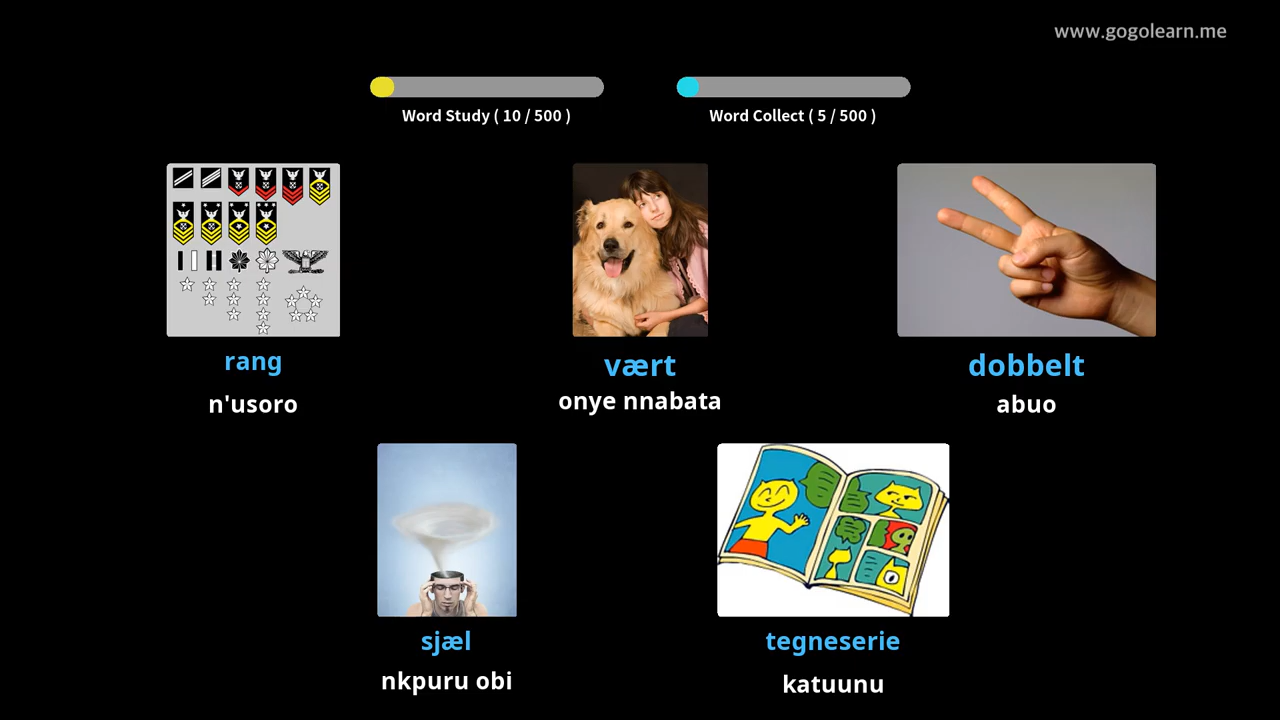 www.gogolearn.me
Word Study ( 10 / 500 )
Word Collect ( 5 / 500 )
rang
n'usoro
vært
onye nnabata
dobbelt
abuo
sjæl
nkpuru obi
tegneserie
katuunu